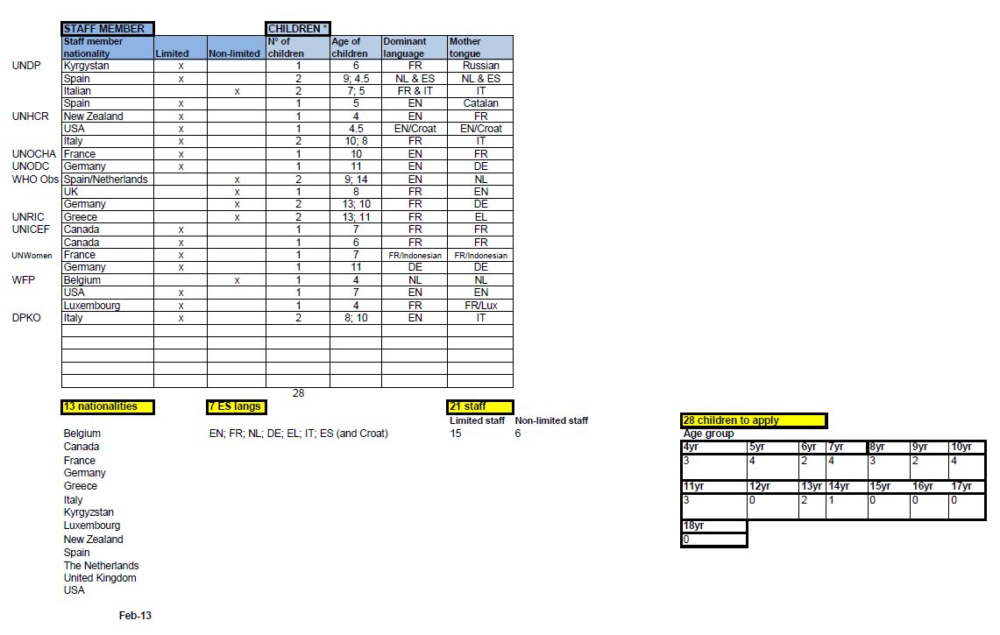 STAFF MEMBER CHILDREN *
Staff member nationality Limited Non-limited N° of children Age of children Dominant language Mother tongue
UNDP Kyrgystan x 1 6 FR Russian
Spain x 2 9; 4.5 NL & ES NL & ES
Italian x 2 7; 5 FR & IT IT
Spain x 1 5 EN Catalan
UNHCR New Zealand x 1 4 EN FR
USA x 1 4.5 EN/Croat EN/Croat
Italy x 2 10; 8 FR IT
UNOCHA France x 1 10 EN FR
UNODC Germany x 1 11 EN DE
WHO Obs Spain/Netherlands x 2 9; 14 EN NL
UK x 1 8 FR EN
Germany x 2 13; 10 FR DE
UNRIC Greece x 2 13; 11 FR EL
UNICEF Canada x 1 7 FR FR
Canada x 1 6 FR FR
UNWomen France x 1 7 FR/Indonesian FR/Indonesian
Germany x 1 11 DE DE
WFP Belgium x 1 4 NL NL
USA x 1 7 EN EN
Luxembourg x 1 4 FR FR/Lux
DPKO Italy x 2 8; 10 EN IT
28
13 nationalities 7 ES langs 21 staff
Limited staff Non-limited staff
15 6
EN; FR; NL; DE; EL; IT; ES (and Croat)
Belgium
Canada
France
Germany
Greece
Italy
Kyrgyzstan
Luxembourg
New Zealand
Spain
The Netherlands
United Kingdom
USA
Feb-13
28 children to apply
Age group
4yr 5yr 6yr 7yr 8yr 9yr 10yr
3 4 2 4 3 2 4
11yr 12yr 13yr 14yr 15yr 16yr 17yr
3 0 2 1 0 0 0
18yr
0